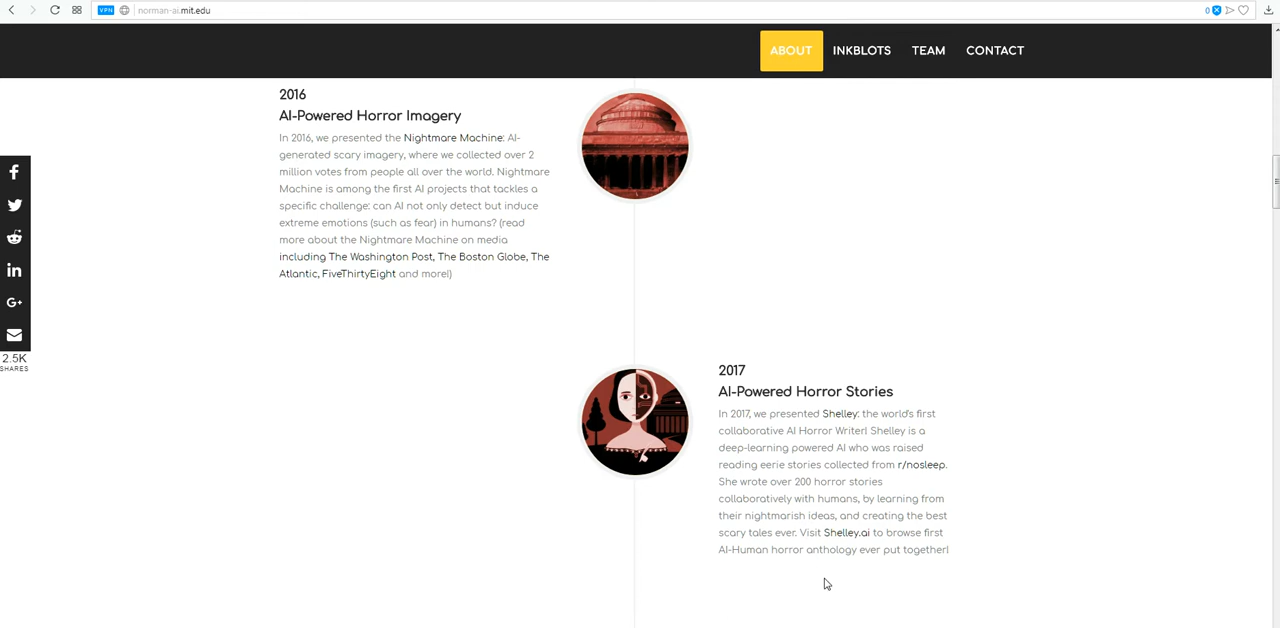 VPN
norman-ai.mit.edu
0
ABOUT
INKBLOTS
TEAM
CONTACT
2016
AI-Powered Horror Imagery
In 2016, we presented the Nightmare Machine: AI-
generated scary imagery, where we collected over 2
million votes from people all over the world. Nightmare
Machine is among the first AI projects that tackles a
specific challenge: can AI not only detect but induce
extreme emotions (such as fear) in humans? (read
more about the Nightmare Machine on media
including The Washington Post, The Boston Globe, The
Atlantic, FiveThirtyEight and more!)
G+
2.5K
SHARES
2017
AI-Powered Horror Stories
In 2017, we presented Shelley: the world's first
collaborative AI Horror Writer! Shelley is a
deep-learning powered AI who was raised
reading eerie stories collected from r/nosleep.
She wrote over 200 horror stories
collaboratively with humans, by learning from
their nightmarish ideas, and creating the best
scary tales ever. Visit Shelley.ai to browse first
AI-Human horror anthology ever put together!